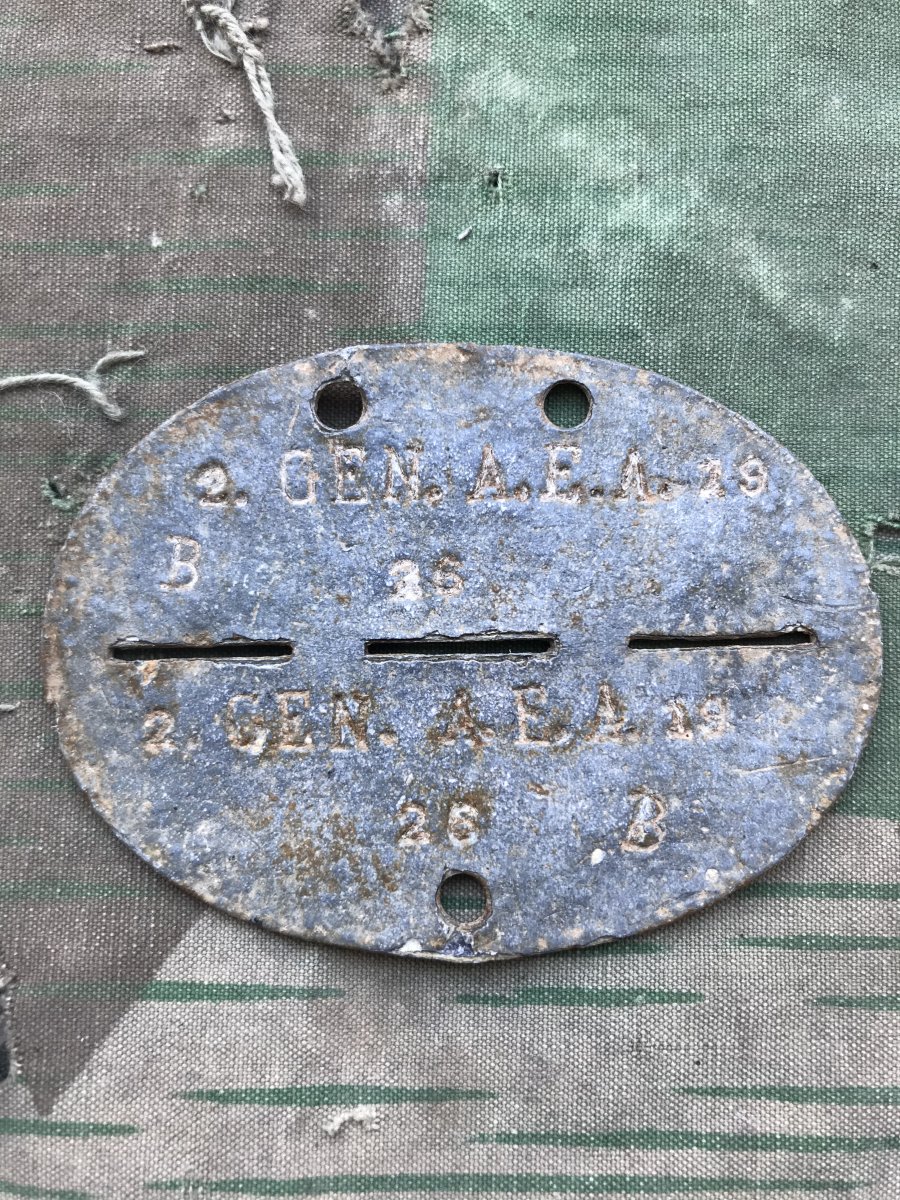 2. GEN. A.E.A. 19
B 26
2. GEN. A.E.A 19
26 B